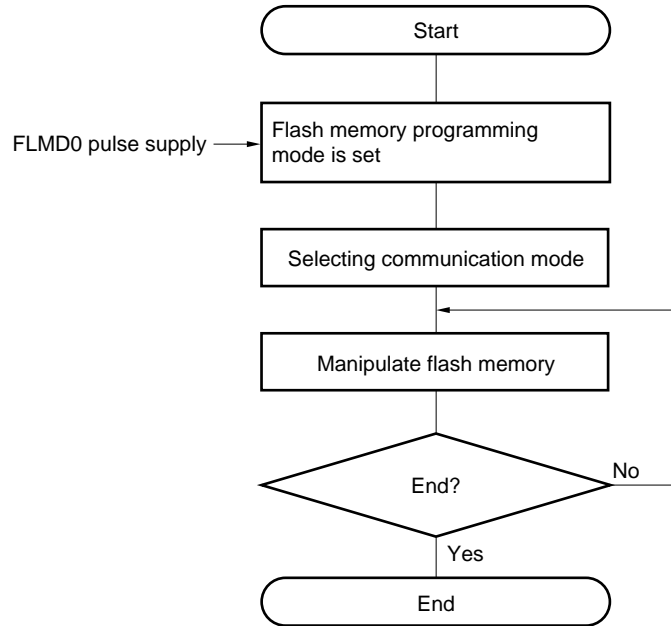 Start
FLMD0 pulse supply
Flash memory programming
mode is set
Selecting communication mode
Manipulate flash memory
End?
No
Yes
End